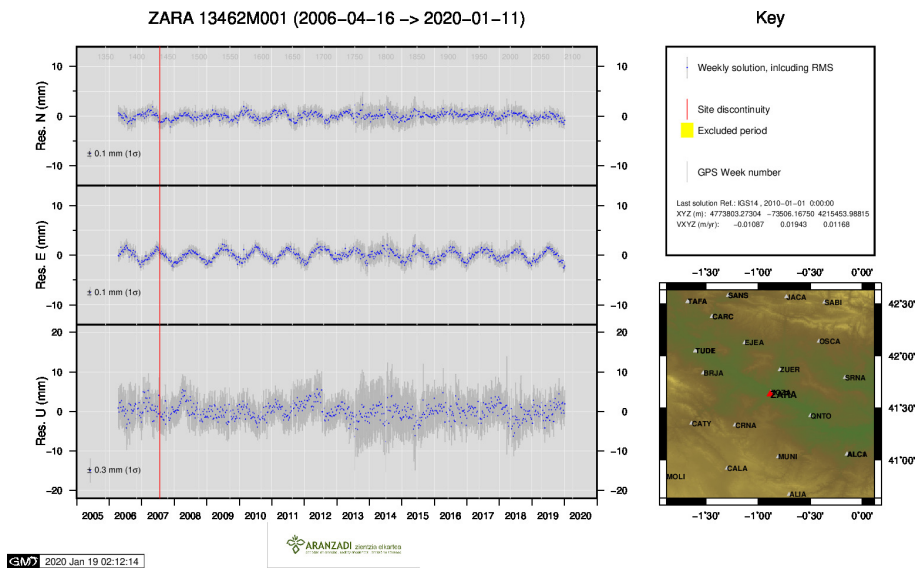 ZARA 13462M001 (2006−04−16 −> 2020−01−11)
1350 1400 1450 1500 1550 1600 1650 1700 1750 1800 1850 1900 1950 2000 2050 2100
Res. N (mm)
10 0 −10
10 0 −10
± 0.1 mm (1σ)
Res. E (mm)
10 0 −10
10 0 −10
± 0.1 mm (1σ)
Res. U (mm)
20 10 0 −10 −20
20 10 0 −10 −20
± 0.3 mm (1σ)
2005 2006 2007 2008 2009 2010 2011 2012 2013 2014 2015 2016 2017 2018 2019 2020
Key
Weekly solution, inlcuding RMS
Site discontinuity
Excluded period
GPS Week number
Last solution Ref.: IGS14 , 2010−01−01 0:00:00
XYZ (m): 4773803.27304 −73506.16750 4215453.98815
VXYZ (m/yr): −0.01087 0.01943 0.01168
−1˚30' −1˚00' −0˚30' 0˚00'
TAFA SANS JACA SABI 42˚30'
CARC
EJEA OSCA
TUDE 42˚00'
BRJA ZUER SRNA
ZARA
41˚30'
CATY CRNA QNTO
CALA MUNI ALCA 41˚00'
MOLI
ALIA
−1˚30' −1˚00' −0˚30' 0˚00'
ARANZADI zientzia elkartea
GMT 2020 Jan 19 02:12:14